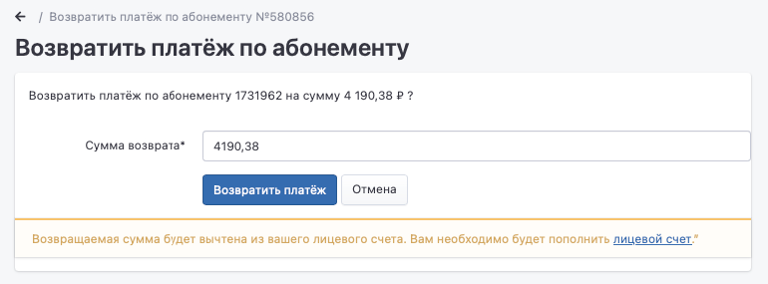 ← / Возвратить платёж по абонементу №580856
Возвратить платёж по абонементу
Возвратить платёж по абонементу 1731962 на сумму 4 190,38 ₽ ?
Сумма возврата* 4190,38
Возвратить платёж Отмена
Возвращаемая сумма будет вычтена из вашего лицевого счета. Вам необходимо будет пополнить лицевой счет."